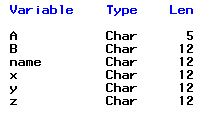 Variable Type Len
A Char 5
B Char 12
name Char 12
x Char 12
y Char 12
z Char 12